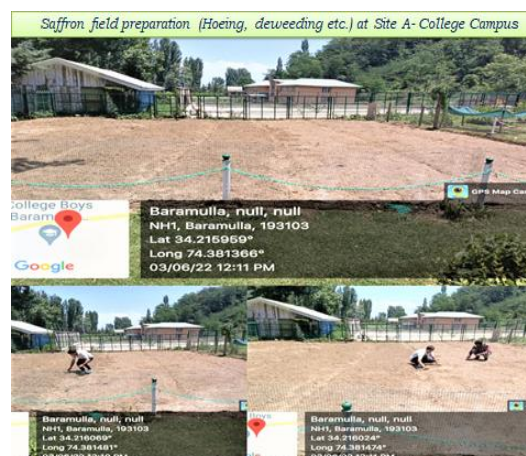 Saffron field preparation (Hoeing, deweeding etc.) at Site A- College Campus
GPS Map Ca
College Boys
Baram
Google
Baramulla, null, null
NH1, Baramulla, 193103
Lat 34.215959°
Long 74.381366°
03/06/22 12:11 PM
Baramulla, null, null
NH1, Baramulla, 193103
Lat 34.216069°
Long 74.381481°
Boys
Baramulla, null, null
NH1, Baramulla, 193103
Lat 34.216024°
Long 74.381474°